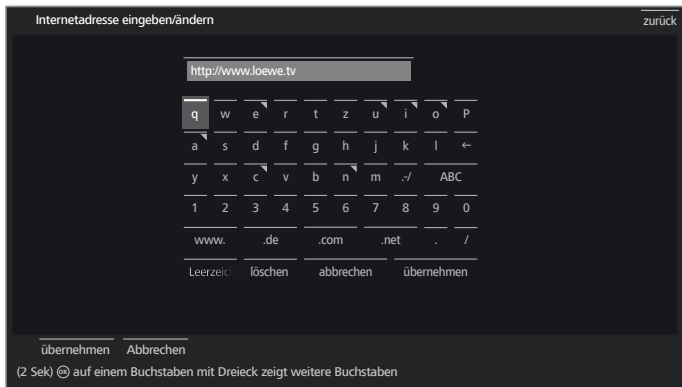 Internetadresse eingeben/ändern zurück
http://www.loewe.tv
q w e r t z u i o P
a s d f g h j k l ←
y x c v b n m .-/ ABC
1 2 3 4 5 6 7 8 9 0
www. .de .com .net . /
Leerzeic löschen abbrechen übernehmen
übernehmen Abbrechen
(2 Sek) OK auf einem Buchstaben mit Dreieck zeigt weitere Buchstaben